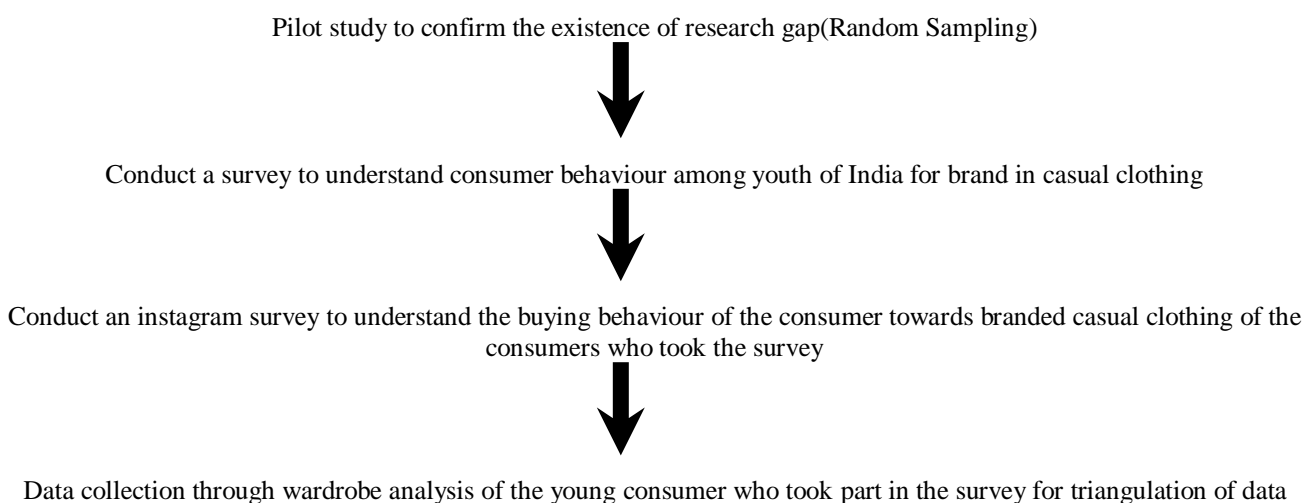 Pilot study to confirm the existence of research gap(Random Sampling)
Conduct a survey to understand consumer behaviour among youth of India for brand in casual clothing
Conduct an instagram survey to understand the buying behaviour of the consumer towards branded casual clothing of the
consumers who took the survey
Data collection through wardrobe analysis of the young consumer who took part in the survey for triangulation of data